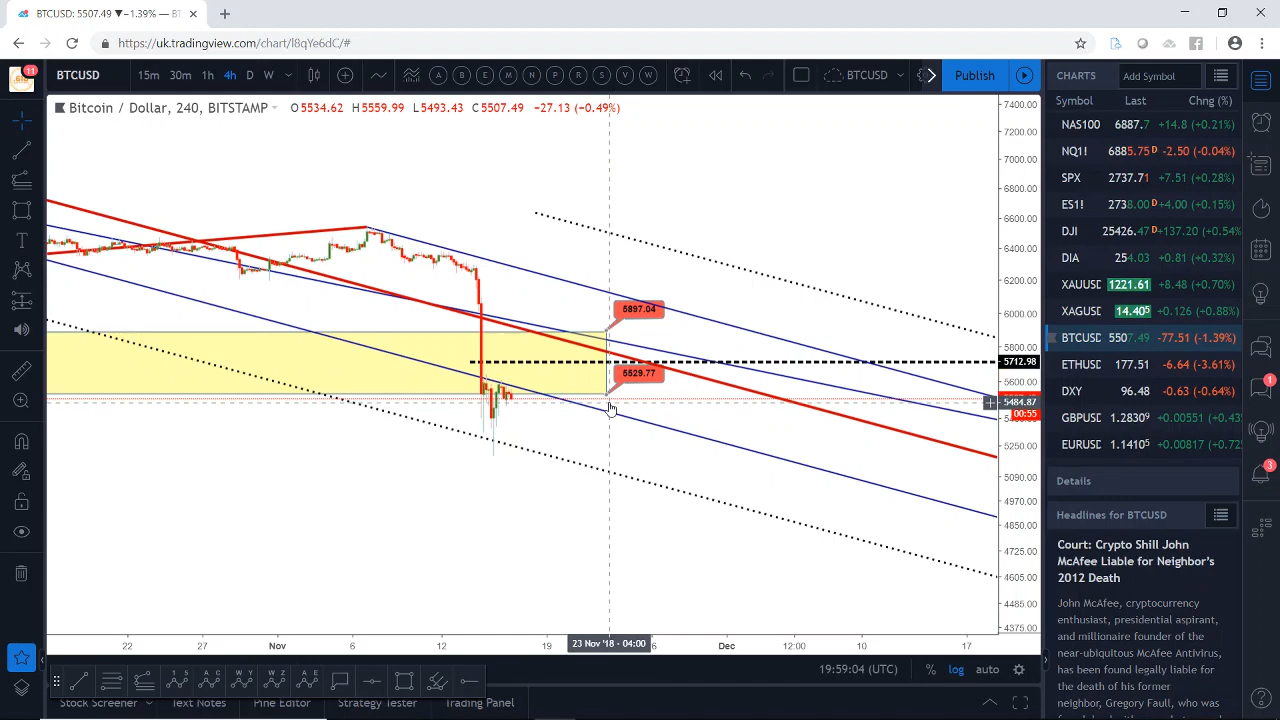 BTCUSD: 5507.49 ▼−1.39% — BTCUSD
https://uk.tradingview.com/chart/I8qYe6dC/#
11
BTCUSD 15m 30m 1h 4h D W
A B E M N P R S V W
BTCUSD
Publish
Bitcoin / Dollar, 240, BITSTAMP O5534.62 H5559.99 L5493.43 C5507.49 −27.13 (−0.49%)
7400.00
7200.00
7000.00
6800.00
6600.00
6400.00
6200.00
6000.00
5897.04
5800.00
5712.98
5529.77
5600.00
5484.87
00:55
5250.00
5090.00
4970.00
4850.00
4725.00
4605.00
4485.00
4375.00
22 27 Nov 6 12 19 23 Nov '18 - 04:00 6 Dec 12:00 10 17
19:59:04 (UTC) % log auto
Stock Screener Text Notes Pine Editor Strategy Tester Trading Panel
CHARTS Add Symbol
Symbol Last Chg (%)
NAS100 6887.7 +14.8 (+0.21%)
NQ1! 6885.75 D -2.50 (-0.04%)
SPX 2737.71 +7.51 (+0.28%)
ES1! 2738.00 D +4.00 (+0.15%)
DJI 25426.47 D +137.20 (+0.54%
DIA 254.03 +0.81 (+0.32%)
XAUUSD 1221.61 +8.48 (+0.70%)
XAGUSD 14.405 +0.126 (+0.88%)
BTCUSD 5507.49 -77.51 (-1.39%)
ETHUSD 177.51 -6.64 (-3.61%)
DXY 96.48 -0.63 (-0.64%)
GBPUSD 1.28309 +0.00551 (+0.43
EURUSD 1.14105 +0.00817 (+0.72
Details
Headlines for BTCUSD
Court: Crypto Shill John
McAfee Liable for Neighbor's
2012 Death
John McAfee, cryptocurrency
enthusiast, presidential aspirant,
and millionaire founder of the
near-ubiquitous McAfee Antivirus,
has been found legally liable for
the death of his former
neighbor, Gregory Faull, who was
1
3